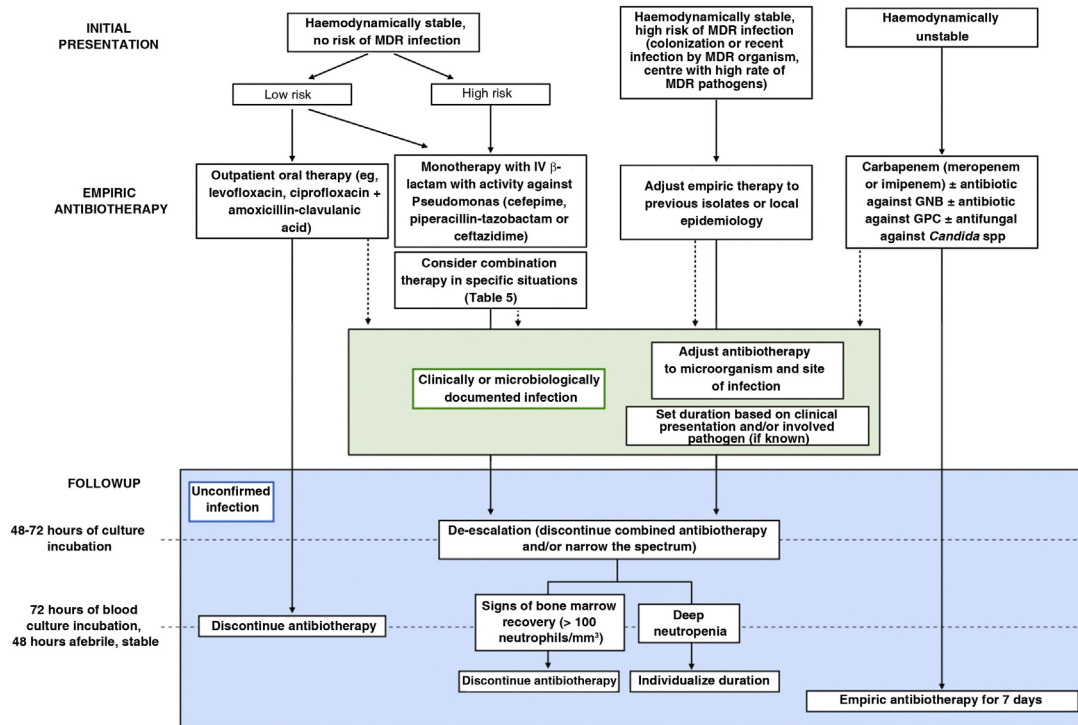 INITIAL
PRESENTATION
Haemodynamically stable,
no risk of MDR infection
Haemodynamically stable,
high risk of MDR infection
(colonization or recent
infection by MDR organism,
centre with high rate of
MDR pathogens)
Haemodynamically
unstable
Low risk
High risk
EMPIRIC
ANTIBIOTHERAPY
Outpatient oral therapy (eg,
levofloxacin, ciprofloxacin +
amoxicillin-clavulanic
acid)
Monotherapy with IV β-
lactam with activity against
Pseudomonas (cefepime,
piperacillin-tazobactam or
ceftazidime)
Consider combination
therapy in specific situations
(Table 5)
Adjust empiric therapy to
previous isolates or local
epidemiology
Carbapenem (meropenem
or imipenem) ± antibiotic
against GNB ± antibiotic
against GPC ± antifungal
against Candida spp
Clinically or microbiologically
documented infection
Adjust antibiotherapy
to microorganism and site
of infection
Set duration based on clinical
presentation and/or involved
pathogen (if known)
FOLLOWUP
Unconfirmed
infection
48-72 hours of culture
incubation
De-escalation (discontinue combined antibiotherapy
and/or narrow the spectrum)
72 hours of blood
culture incubation,
48 hours afebrile, stable
Discontinue antibiotherapy
Signs of bone marrow
recovery (> 100
neutrophils/mm³)
Deep
neutropenia
Discontinue antibiotherapy
Individualize duration
Empiric antibiotherapy for 7 days